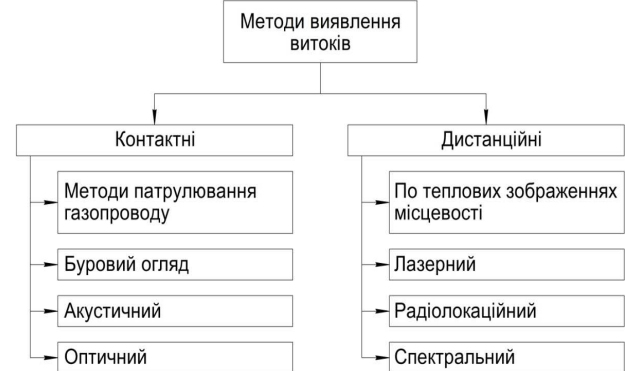 Методи виявлення
витоків
Контактні
Дистанційні
Методи патрулювання
газопроводу
Буровий огляд
Акустичний
Оптичний
По теплових зображеннях
місцевості
Лазерний
Радіолокаційний
Спектральний